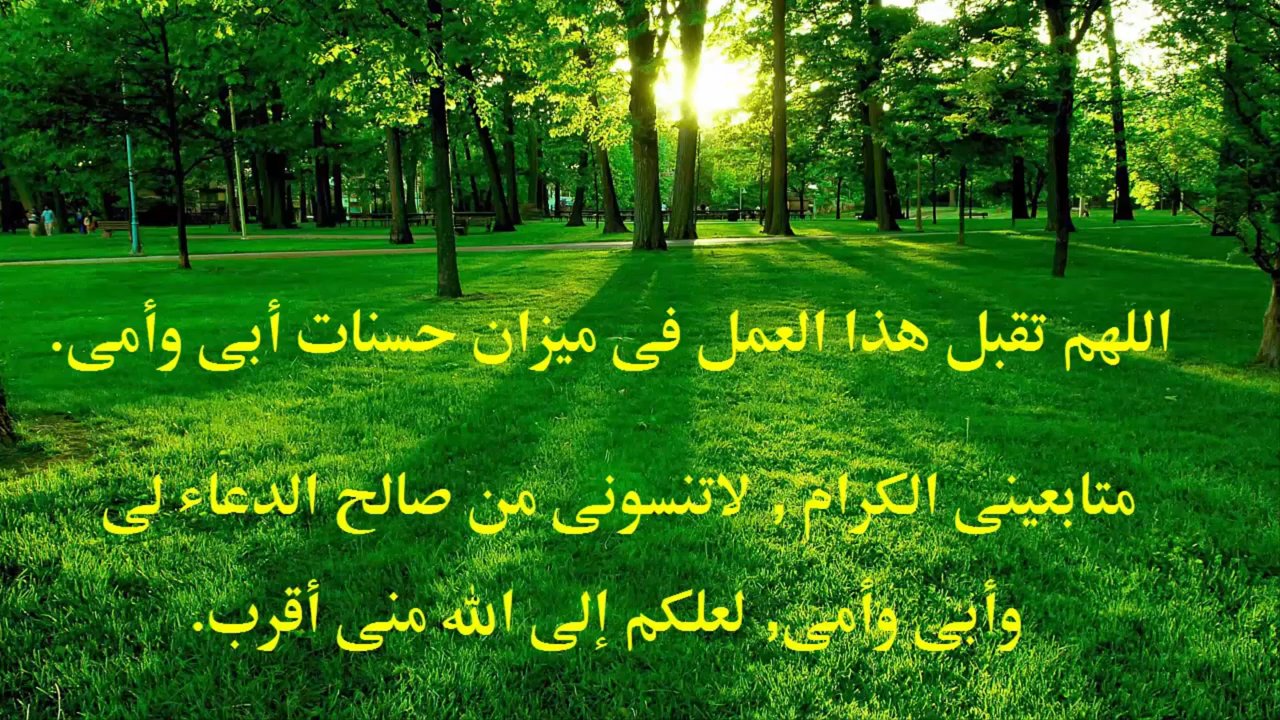 اللهم تقبل هذا العمل فى ميزان حسنات أبى وأمى.
متابعينى الكرام , لاتنسونى من صالح الدعاء لى
وأبى وأمى, لعلكم إلى الله منى أقرب.